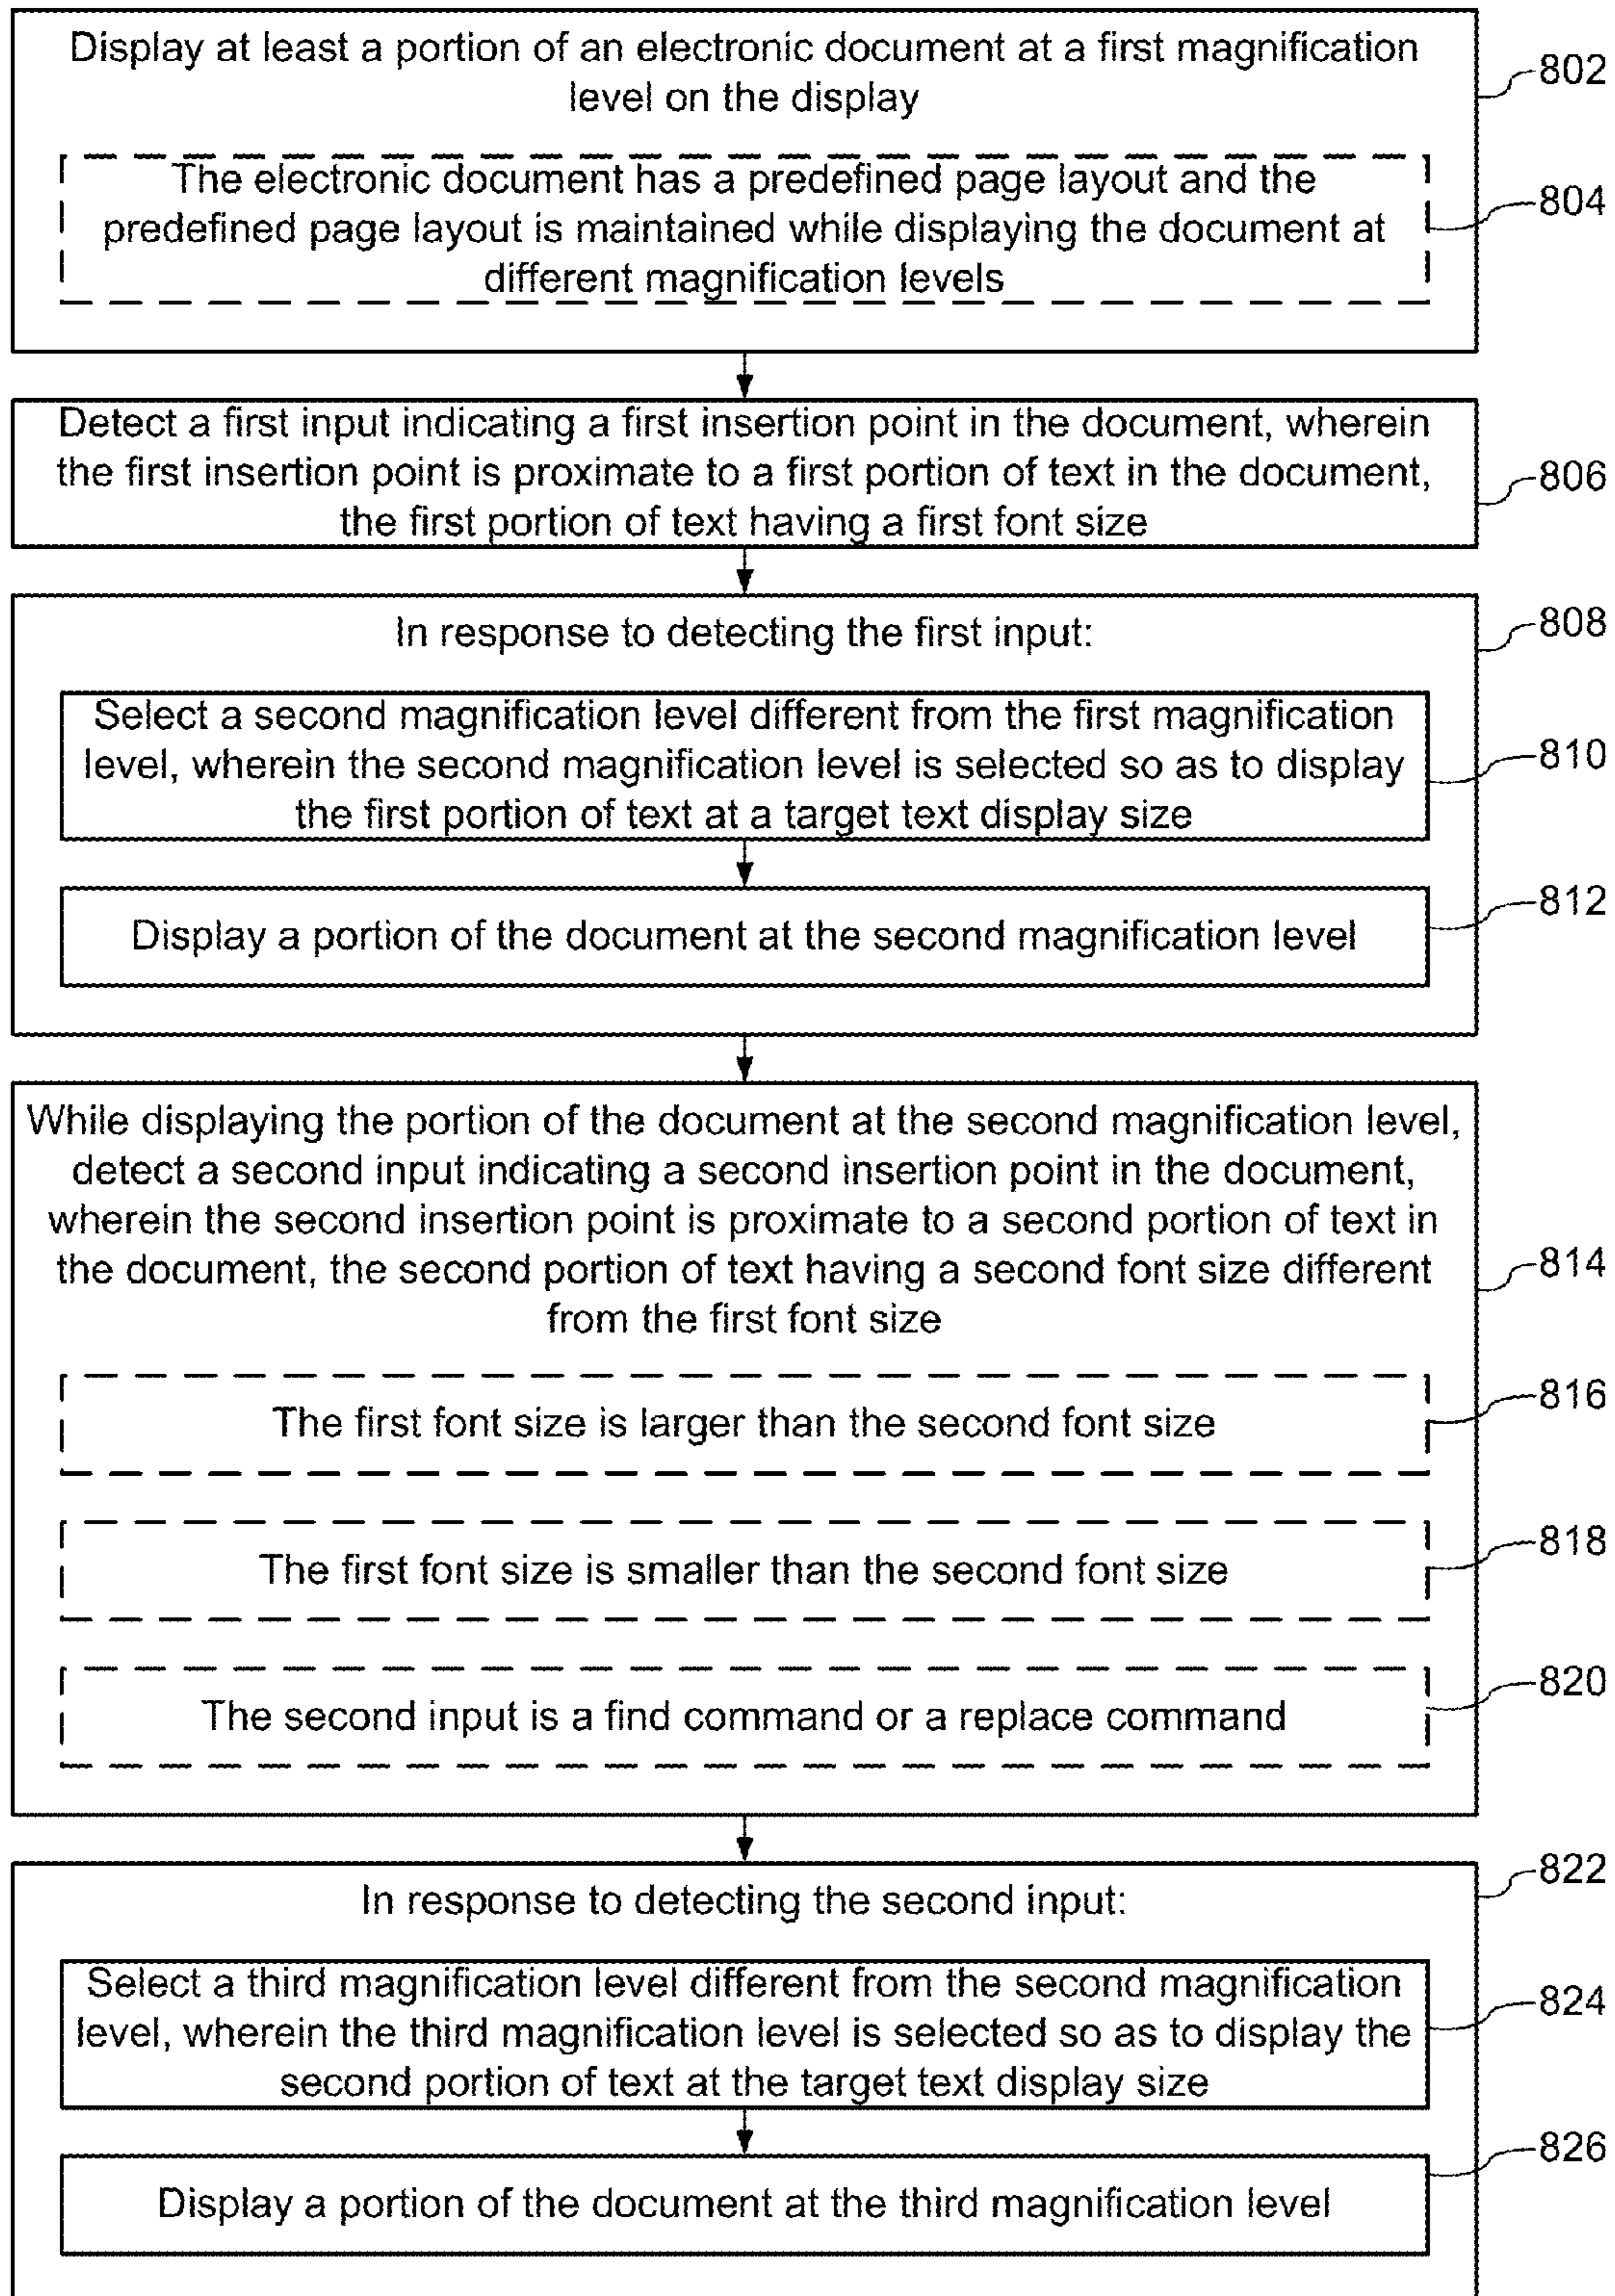 Display at least a portion of an electronic document at a first magnification
level on the display
802
The electronic document has a predefined page layout and the
predefined page layout is maintained while displaying the document at
different magnification levels
804
Detect a first input indicating a first insertion point in the document, wherein
the first insertion point is proximate to a first portion of text in the document,
the first portion of text having a first font size
806
In response to detecting the first input:
808
Select a second magnification level different from the first magnification
level, wherein the second magnification level is selected so as to display
the first portion of text at a target text display size
810
Display a portion of the document at the second magnification level
812
While displaying the portion of the document at the second magnification level,
detect a second input indicating a second insertion point in the document,
wherein the second insertion point is proximate to a second portion of text in
the document, the second portion of text having a second font size different
from the first font size
814
The first font size is larger than the second font size
816
The first font size is smaller than the second font size
818
The second input is a find command or a replace command
820
In response to detecting the second input:
822
Select a third magnification level different from the second magnification
level, wherein the third magnification level is selected so as to display the
second portion of text at the target text display size
824
Display a portion of the document at the third magnification level
826